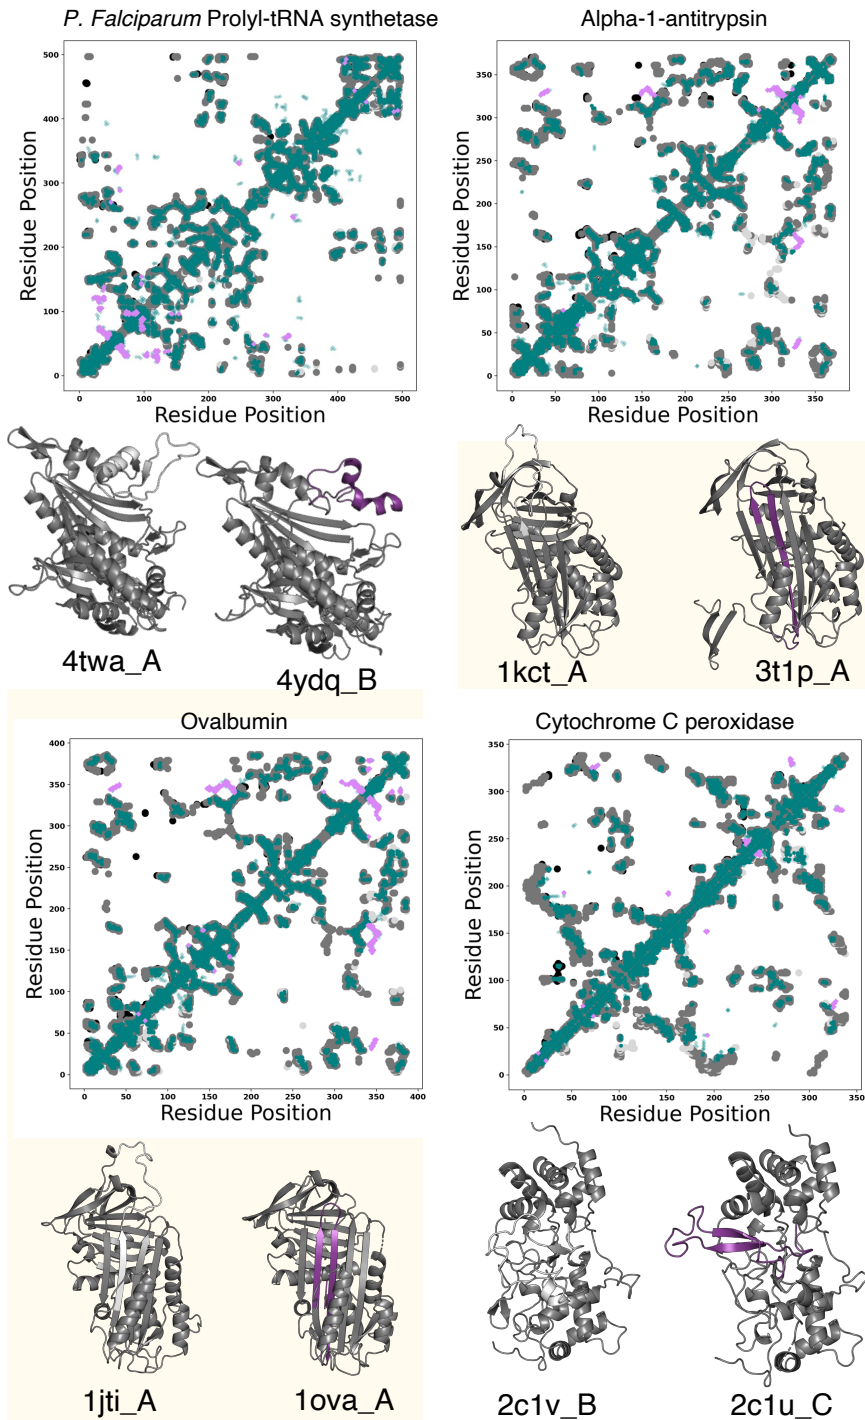 P. Falciparum Prolyl-tRNA synthetase
Alpha-1-antitrypsin
500
400
300
200
100
0
Residue Position
0 100 200 300 400 500
Residue Position
350
300
250
200
150
100
50
0
Residue Position
0 50 100 150 200 250 300 350
Residue Position
4twa_A
4ydq_B
1kct_A
3t1p_A
Ovalbumin
Cytochrome C peroxidase
400
350
300
250
200
150
100
50
0
Residue Position
0 50 100 150 200 250 300 350 400
Residue Position
350
300
250
200
150
100
50
0
Residue Position
0 50 100 150 200 250 300 350
Residue Position
1jti_A
1ova_A
2c1v_B
2c1u_C